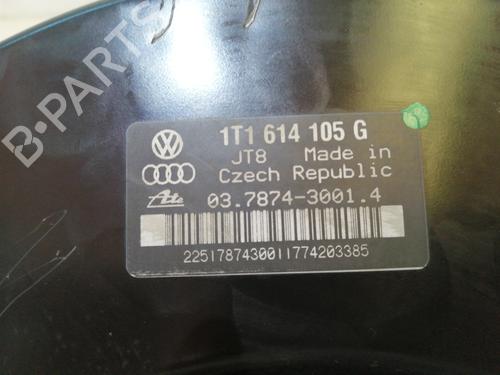 B-PARTS
1T1 614 105 G
JT8 Made in
Czech Republic
Ate 03.7874-3001.4
2251787430011774203385